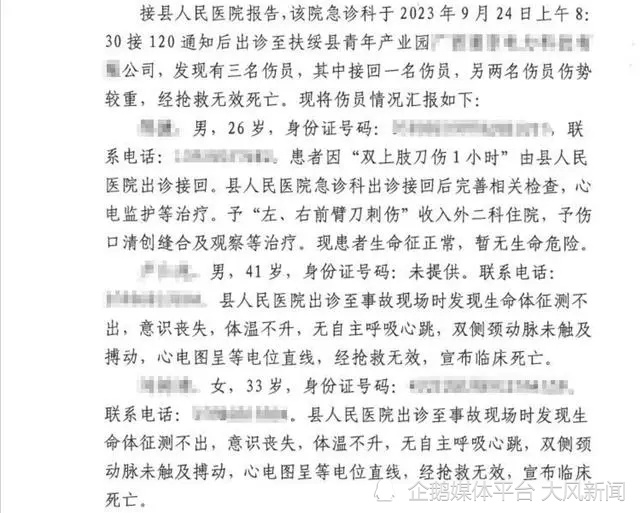 接县人民医院报告，该院急诊科于 2023 年 9 月 24 日上午 8：
30 接 120 通知后出诊至扶绥县青年产业园
公司，发现有三名伤员，其中接回一名伤员，另两名伤员伤势
较重，经抢救无效死亡。现将伤员情况汇报如下：
男，26 岁，身份证号码：，联
系电话：。患者因“双上肢刀伤 1 小时”由县人民
医院出诊接回。县人民医院急诊科出诊接回后完善相关检查，心
电监护等治疗。予“左、右前臂刀刺伤”收入外二科住院，予伤
口清创缝合及观察等治疗。现患者生命征正常，暂无生命危险。
，男，41 岁，身份证号码：未提供。联系电话：
。县人民医院出诊至事故现场时发现生命体征测不
出，意识丧失，体温不升，无自主呼吸心跳，双侧颈动脉未触及
搏动，心电图呈等电位直线，经抢救无效，宣布临床死亡。
，女，33 岁，身份证号码：，
联系电话：。县人民医院出诊至事故现场时发现生
命体征测不出，意识丧失，体温不升，无自主呼吸心跳，双侧颈
动脉未触及搏动，心电图呈等电位直线，经抢救无效，宣布临床
死亡。
企鹅媒体平台 大风新闻